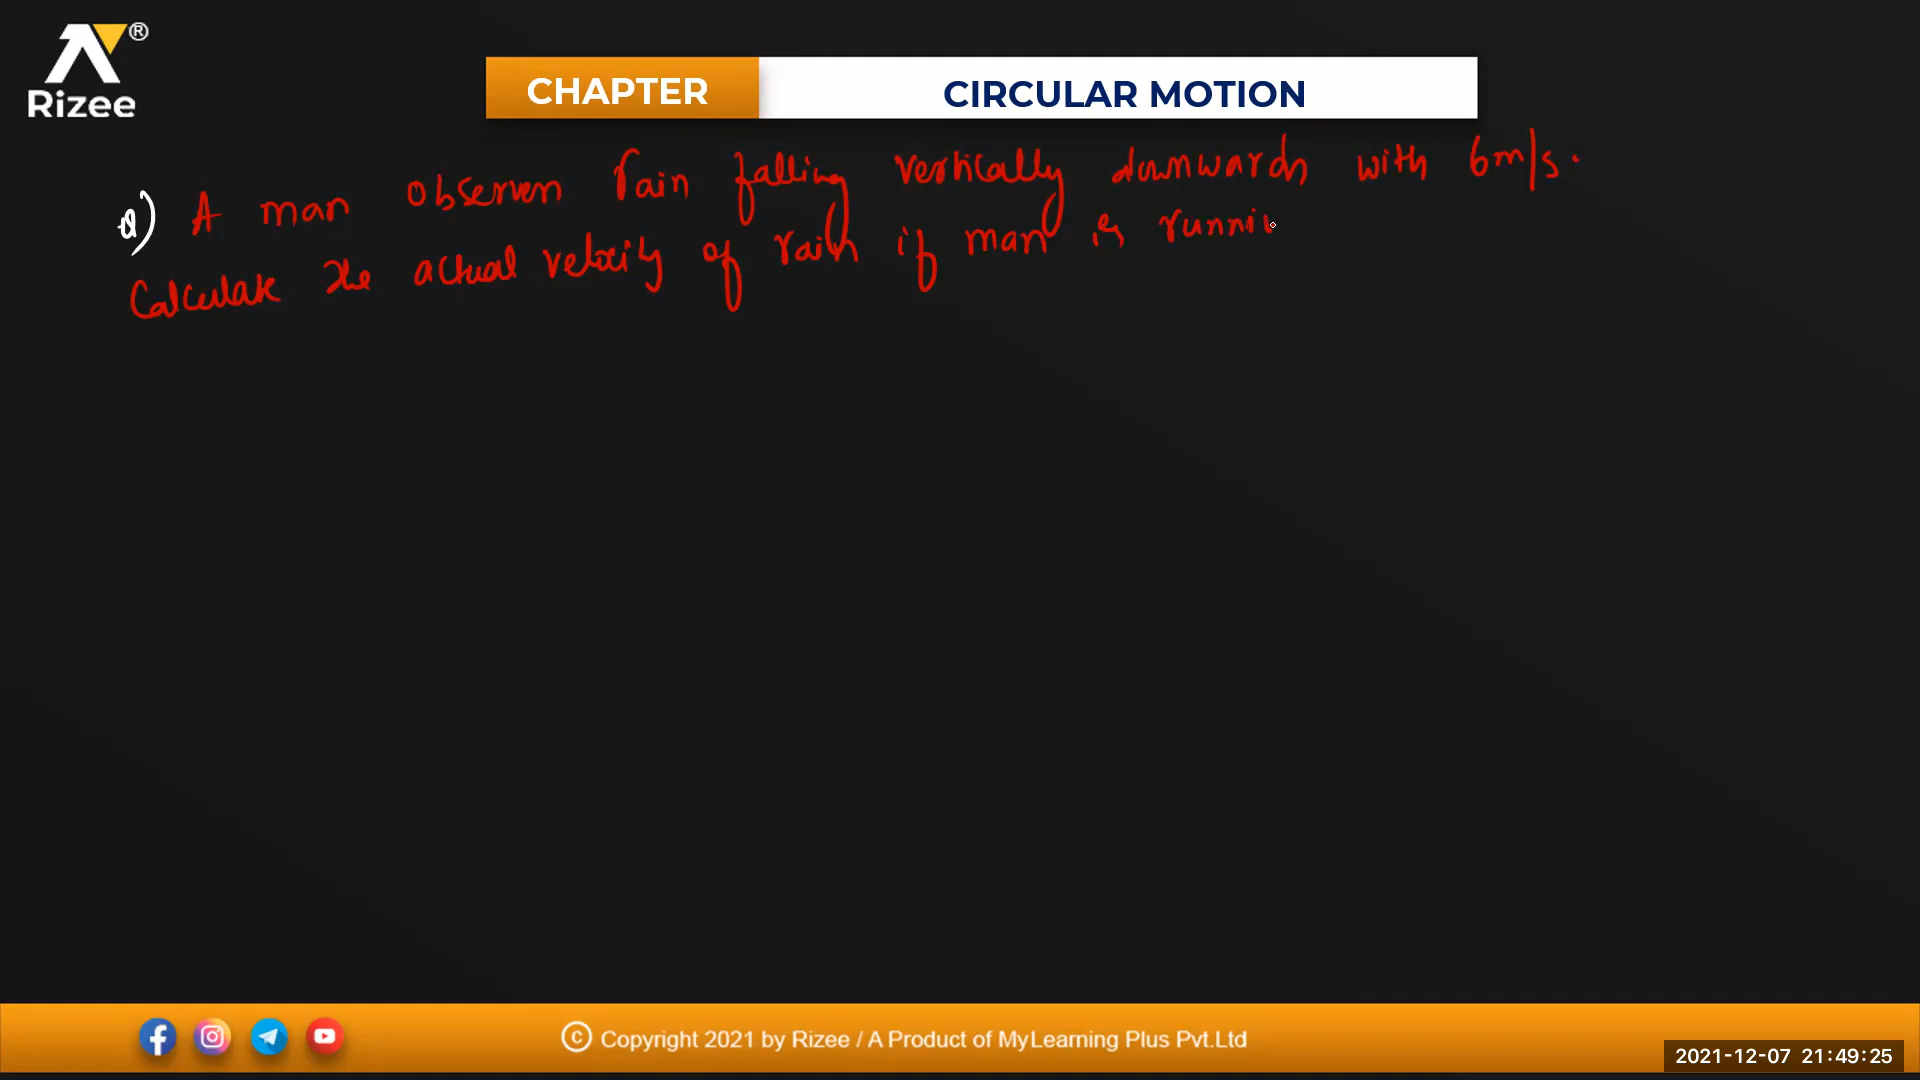 Rizee®
CHAPTER CIRCULAR MOTION
Q) A man observen rain falling vertically downwards with 6m/s.
Calculate the actual velocity of rain if man is runni
© Copyright 2021 by Rizee / A Product of MyLearning Plus Pvt.Ltd
2021-12-07 21:49:25